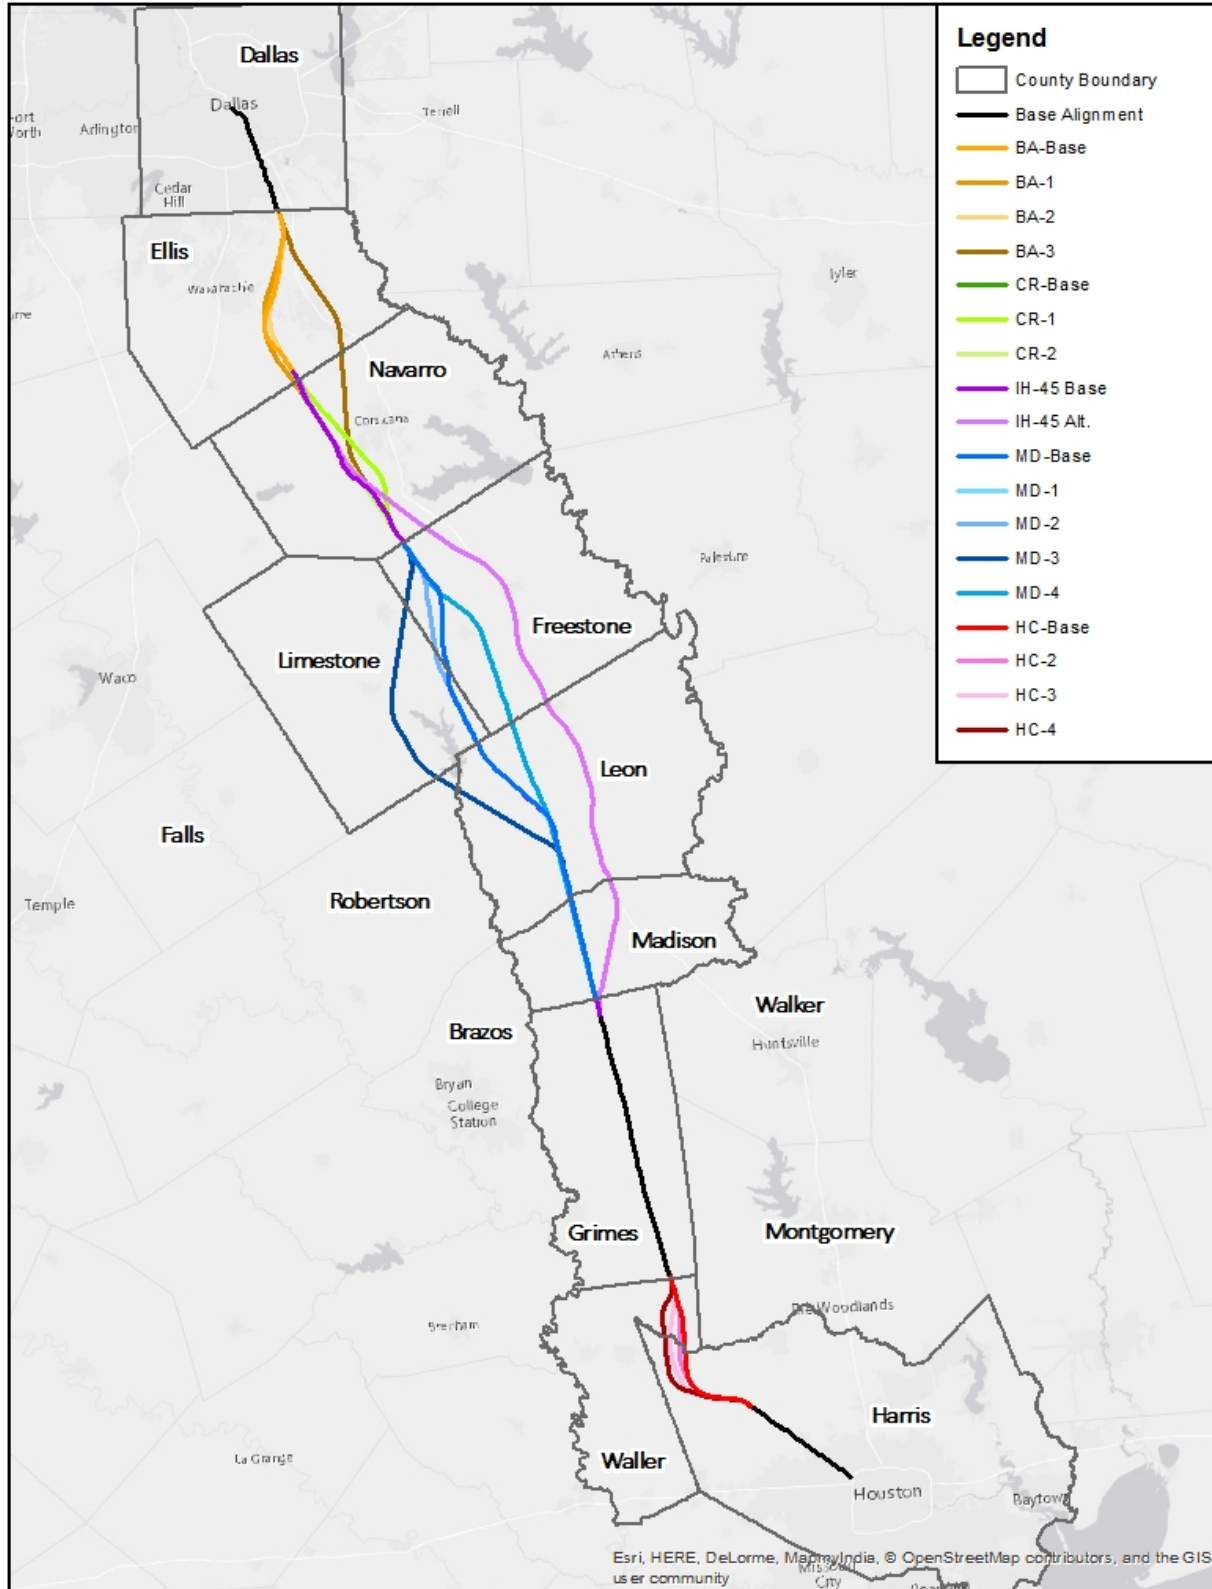 Legend
County Boundary
Base Alignment
BA-Base
BA-1
BA-2
BA-3
CR-Base
CR-1
CR-2
IH-45 Base
IH-45 Alt.
MD-Base
MD-1
MD-2
MD-3
MD-4
HC-Base
HC-2
HC-3
HC-4
Dallas
Dallas
Terrell
Arlington
Cedar
Hill
Ellis
Waxahachie
Tyler
Athens
Navarro
Corsicana
Palestine
Freestone
Limestone
Waco
Leon
Falls
Robertson
Temple
Madison
Walker
Huntsville
Brazos
Bryan
College
Station
Grimes
Montgomery
Woodlands
Brenham
Harris
Waller
La Grange
Houston
Baytown
Esri, HERE, DeLorme, MapmyIndia, © OpenStreetMap contributors, and the GIS
user community
City